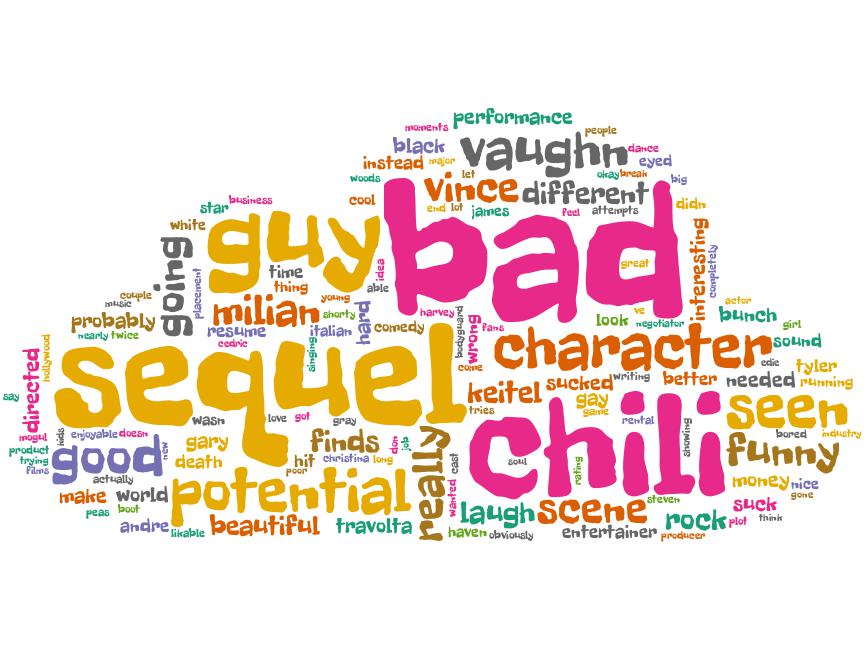 performance
moments
people
black
vaughn
dance
instead
major
eyed
woods
let
okay
break
big
cool
vince
different
business
star
end
lot
james
feel
attempts
didn
white
guy
bad
going
time
idea
great
interesting
completely
placement
thing
able
couple
young
music
milian
shorty
hard
harvey
ve
actor
probably
resume
italian
comedy
bodyguard
wrong
fans
look
negotiator
bunch
girl
nearly
twice
cedric
singing
sequel
character
sound
hollywood
directed
come
edie
tyler
say
keitel
sucked
writing
better
needed
running
wasn
love
got
gray
tries
gay
game
chili
seen
mogul
kids
enjoyable
doesn
new
gary
finds
don
job
really
rental
showing
bored
industry
product
trying
films
good
death
hit
poor
christina
long
cast
soul
rating
funny
actually
potential
wanted
money
nice
make
world
steven
gone
peas
boot
laugh
scene
suck
andre
likable
beautiful
travolta
haven
obviously
entertainer
rock
plot
think
producer